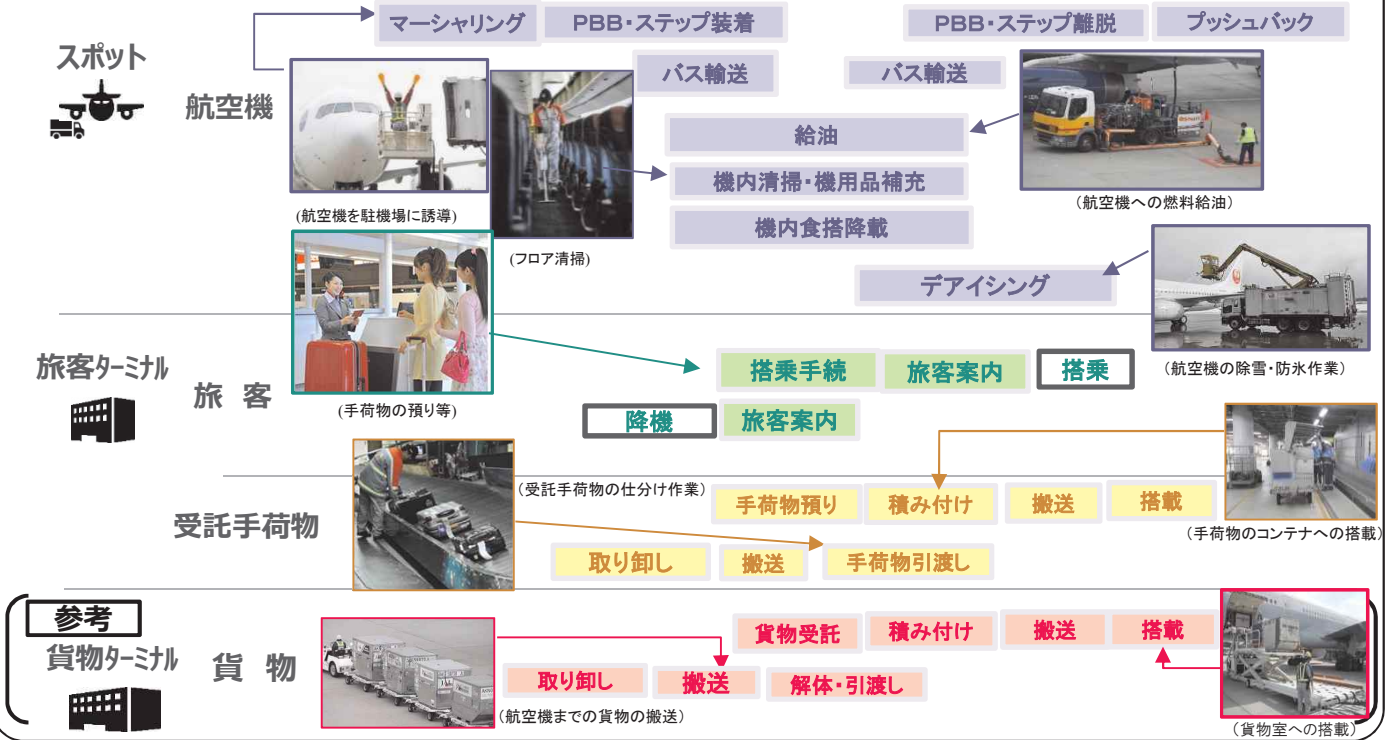 マーシャリング
PBB・ステップ装着
PBB・ステップ離脱
プッシュバック
スポット
航空機
バス輸送
バス輸送
給油
機内清掃・機用品補充
機内食搭降載
(航空機を駐機場に誘導)
(フロア清掃)
(航空機への燃料給油)
デアイシング
(航空機の除雪・防氷作業)
旅客ターミナル
旅 客
(手荷物の預り等)
搭乗手続
旅客案内
搭乗
降機
旅客案内
受託手荷物
(受託手荷物の仕分け作業)
手荷物預り
積み付け
搬送
搭載
(手荷物のコンテナへの搭載)
取り卸し
搬送
手荷物引渡し
参考
貨物ターミナル
貨 物
貨物受託
積み付け
搬送
搭載
取り卸し
搬送
解体・引渡し
(航空機までの貨物の搬送)
(貨物室への搭載)